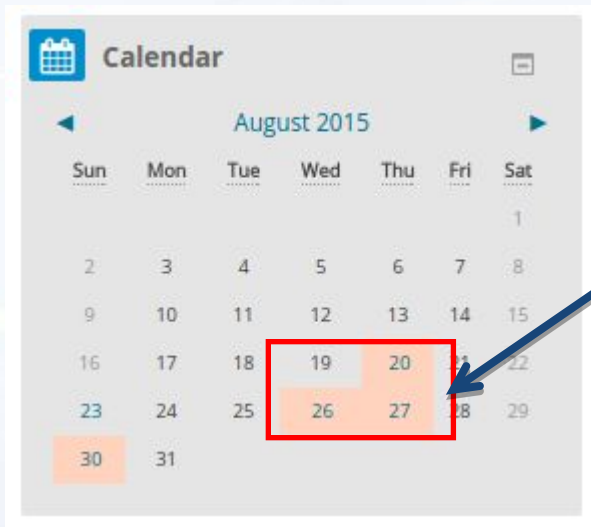 Calendar
August 2015
Sun Mon Tue Wed Thu Fri Sat
1
2 3 4 5 6 7 8
9 10 11 12 13 14 15
16 17 18 19 20 21 22
23 24 25 26 27 28 29
30 31